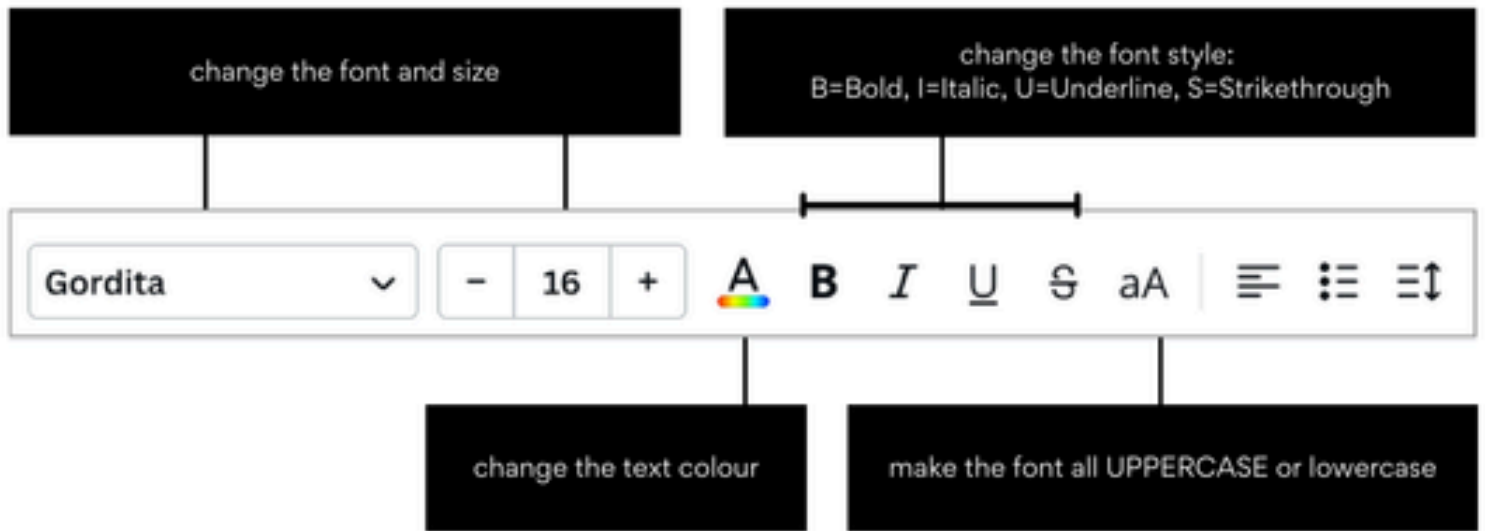 change the font and size
change the font style:
B=Bold, I=Italic, U=Underline, S=Strikethrough
Gordita
− 16 +
A B I U S aA
change the text colour
make the font all UPPERCASE or lowercase